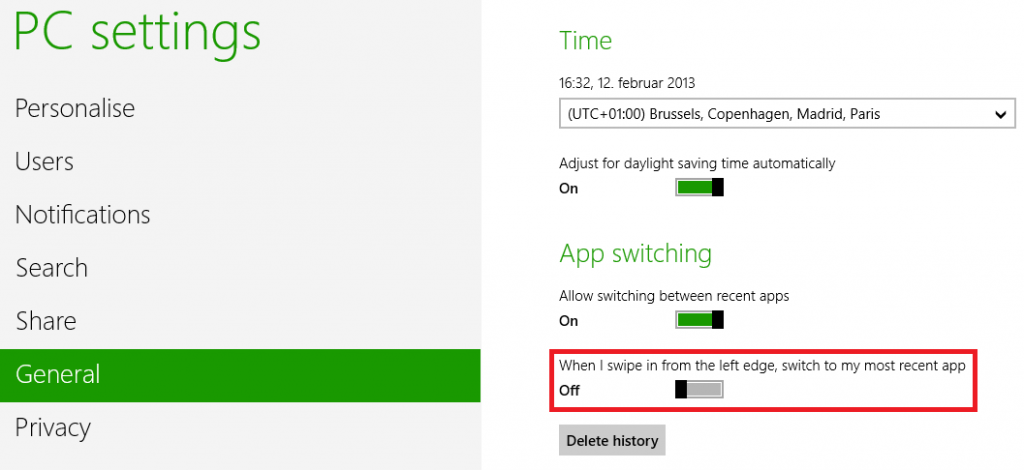 PC settings
Personalise
Users
Notifications
Search
Share
General
Privacy
Time
16:32, 12. februar 2013
(UTC+01:00) Brussels, Copenhagen, Madrid, Paris
Adjust for daylight saving time automatically
On
App switching
Allow switching between recent apps
On
When I swipe in from the left edge, switch to my most recent app
Off
Delete history